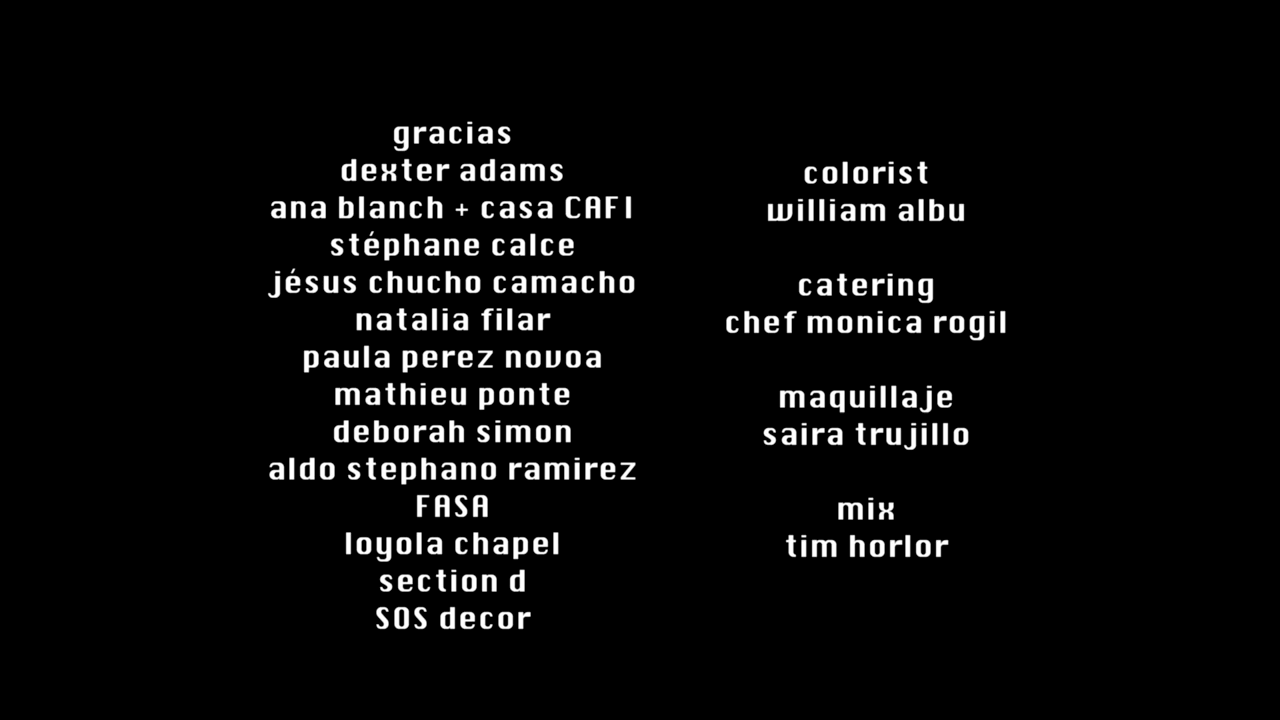 gracias
dexter adams
ana blanch + casa CAFI
stéphane calce
jésus chucho camacho
natalia filar
paula perez novoa
mathieu ponte
deborah simon
aldo stephano ramirez
FASA
loyola chapel
section d
SOS decor
colorist
william albu
catering
chef monica rogil
maquillaje
saira trujillo
mix
tim horlor